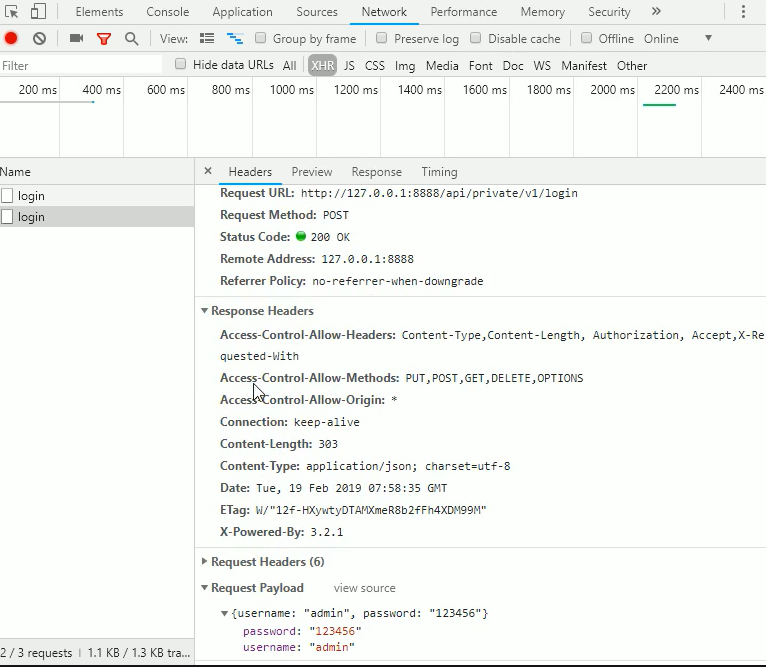 Elements Console Application Sources Network Performance Memory Security »
View: Group by frame Preserve log Disable cache Offline Online ▼
Filter Hide data URLs All XHR JS CSS Img Media Font Doc WS Manifest Other
200 ms 400 ms 600 ms 800 ms 1000 ms 1200 ms 1400 ms 1600 ms 1800 ms 2000 ms 2200 ms 2400 ms
Name × Headers Preview Response Timing
login
login
Request URL: http://127.0.0.1:8888/api/private/v1/login
Request Method: POST
Status Code: 200 OK
Remote Address: 127.0.0.1:8888
Referrer Policy: no-referrer-when-downgrade
▼ Response Headers
Access-Control-Allow-Headers: Content-Type,Content-Length, Authorization, Accept,X-Re
quested-With
Access-Control-Allow-Methods: PUT,POST,GET,DELETE,OPTIONS
Access-Control-Allow-Origin: *
Connection: keep-alive
Content-Length: 303
Content-Type: application/json; charset=utf-8
Date: Tue, 19 Feb 2019 07:58:35 GMT
ETag: W/"12f-HXywtyDTAMXmeR8b2fFh4XDM99M"
X-Powered-By: 3.2.1
▶ Request Headers (6)
▼ Request Payload view source
▼ {username: "admin", password: "123456"}
password: "123456"
username: "admin"
2 / 3 requests | 1.1 KB / 1.3 KB tra...